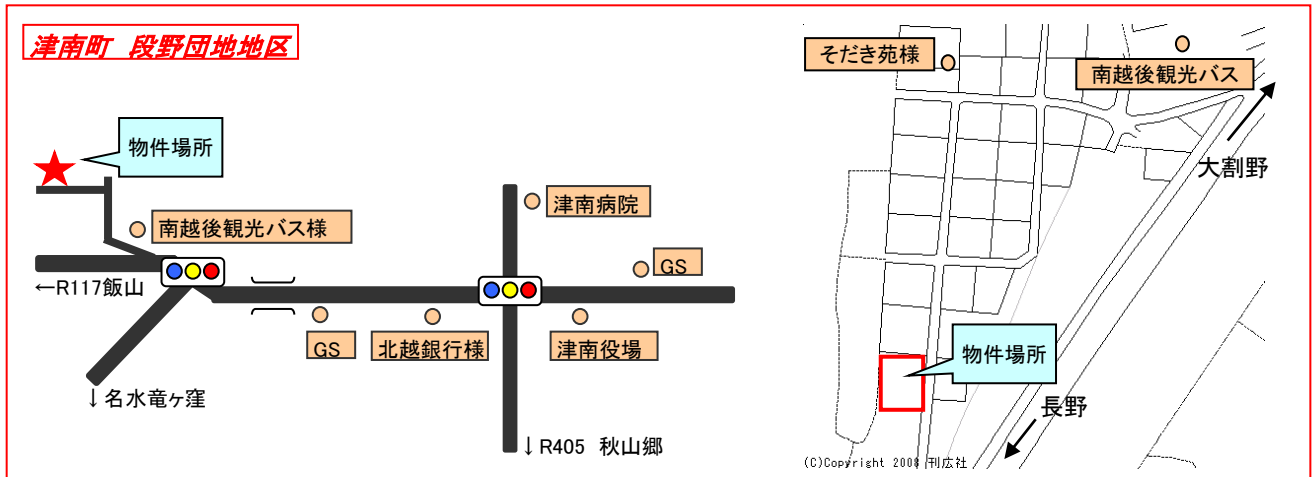 津南町 段野団地地区
物件場所
南越後観光バス様
←R117飯山
↓名水竜ヶ窪
GS
北越銀行様
津南病院
GS
津南役場
↓R405 秋山郷
そだき苑様
南越後観光バス
大割野
物件場所
長野
(C)Copyright 2008 刊広社